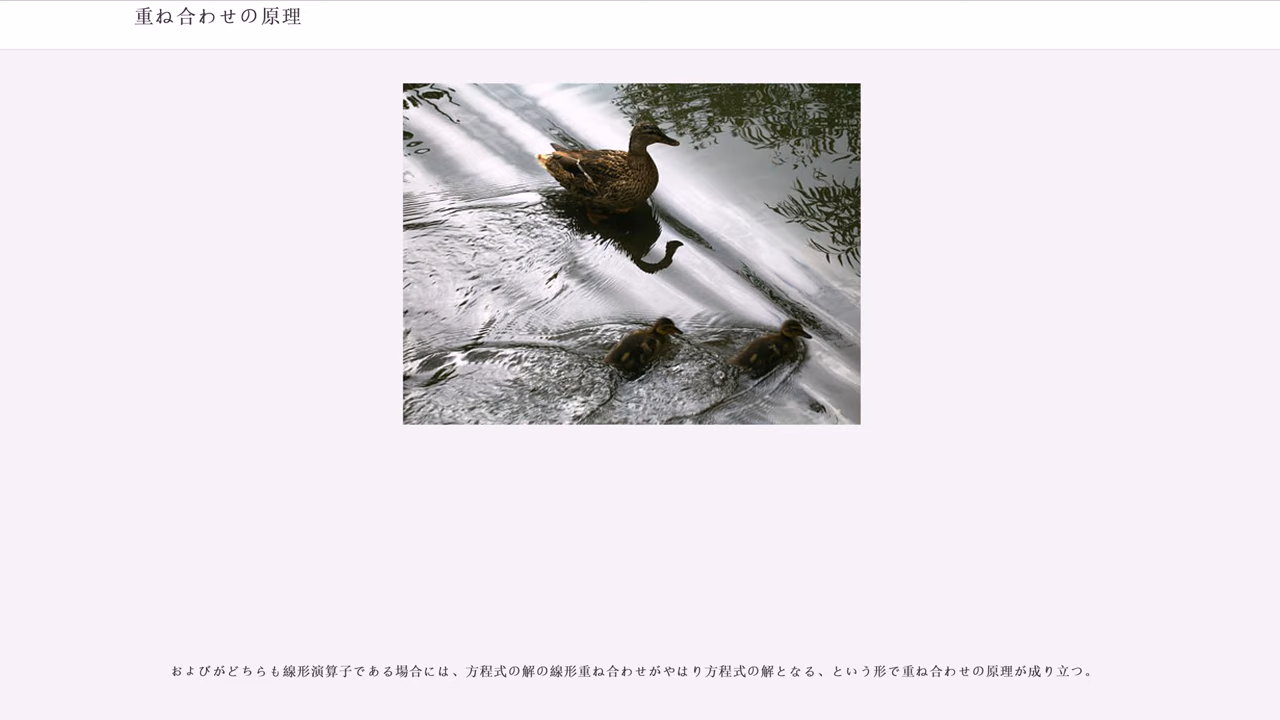 重ね合わせの原理
およびがどちらも線形演算子である場合には、方程式の解の線形重ね合わせがやはり方程式の解となる、という形で重ね合わせの原理が成り立つ。